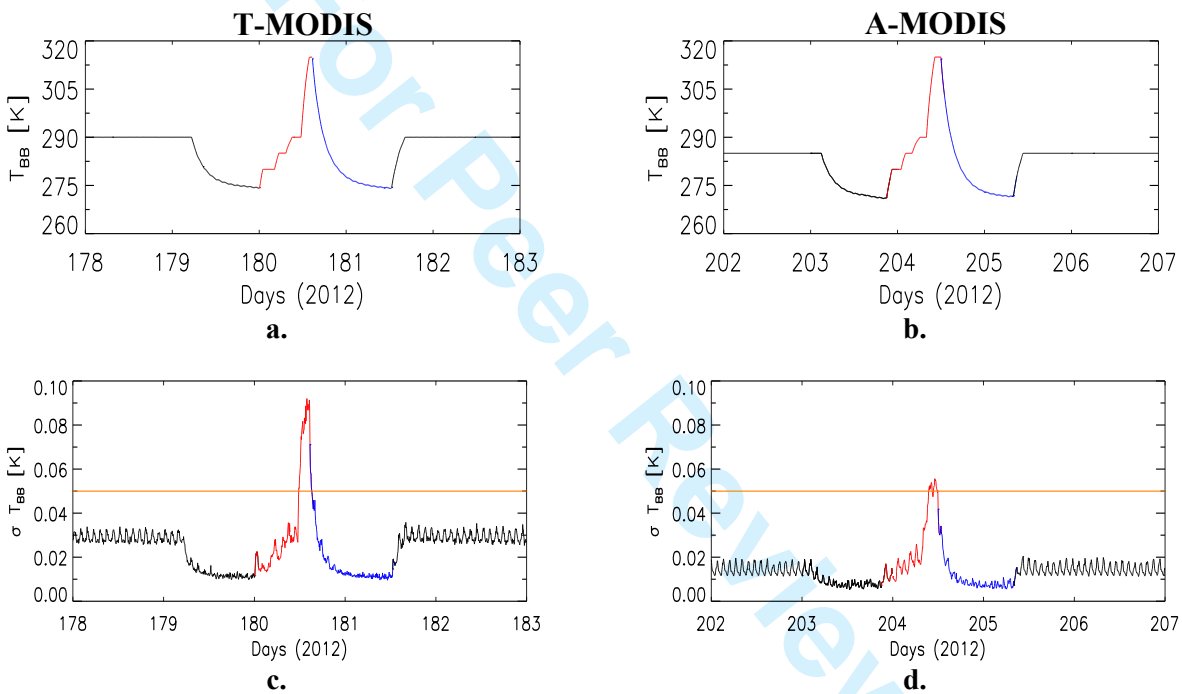 T-MODIS
A-MODIS
For Peer Review
320
305
290
275
260
T_BB [K]
178 179 180 181 182 183
Days (2012)
a.
320
305
290
275
260
T_BB [K]
202 203 204 205 206 207
Days (2012)
b.
0.10
0.08
0.06
0.04
0.02
0.00
σ T_BB [K]
178 179 180 181 182 183
Days (2012)
c.
0.10
0.08
0.06
0.04
0.02
0.00
σ T_BB [K]
202 203 204 205 206 207
Days (2012)
d.